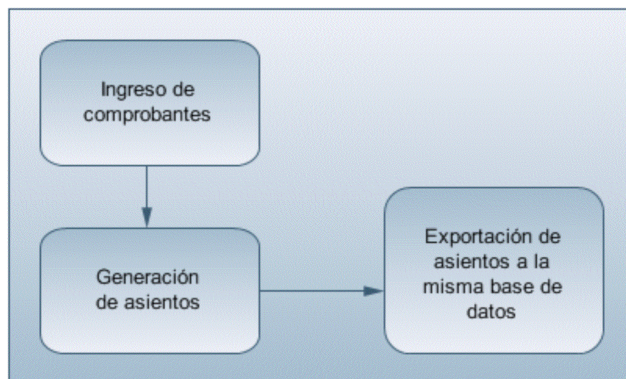 Ingreso de
comprobantes
Generación
de asientos
Exportación de
asientos a la
misma base de
datos